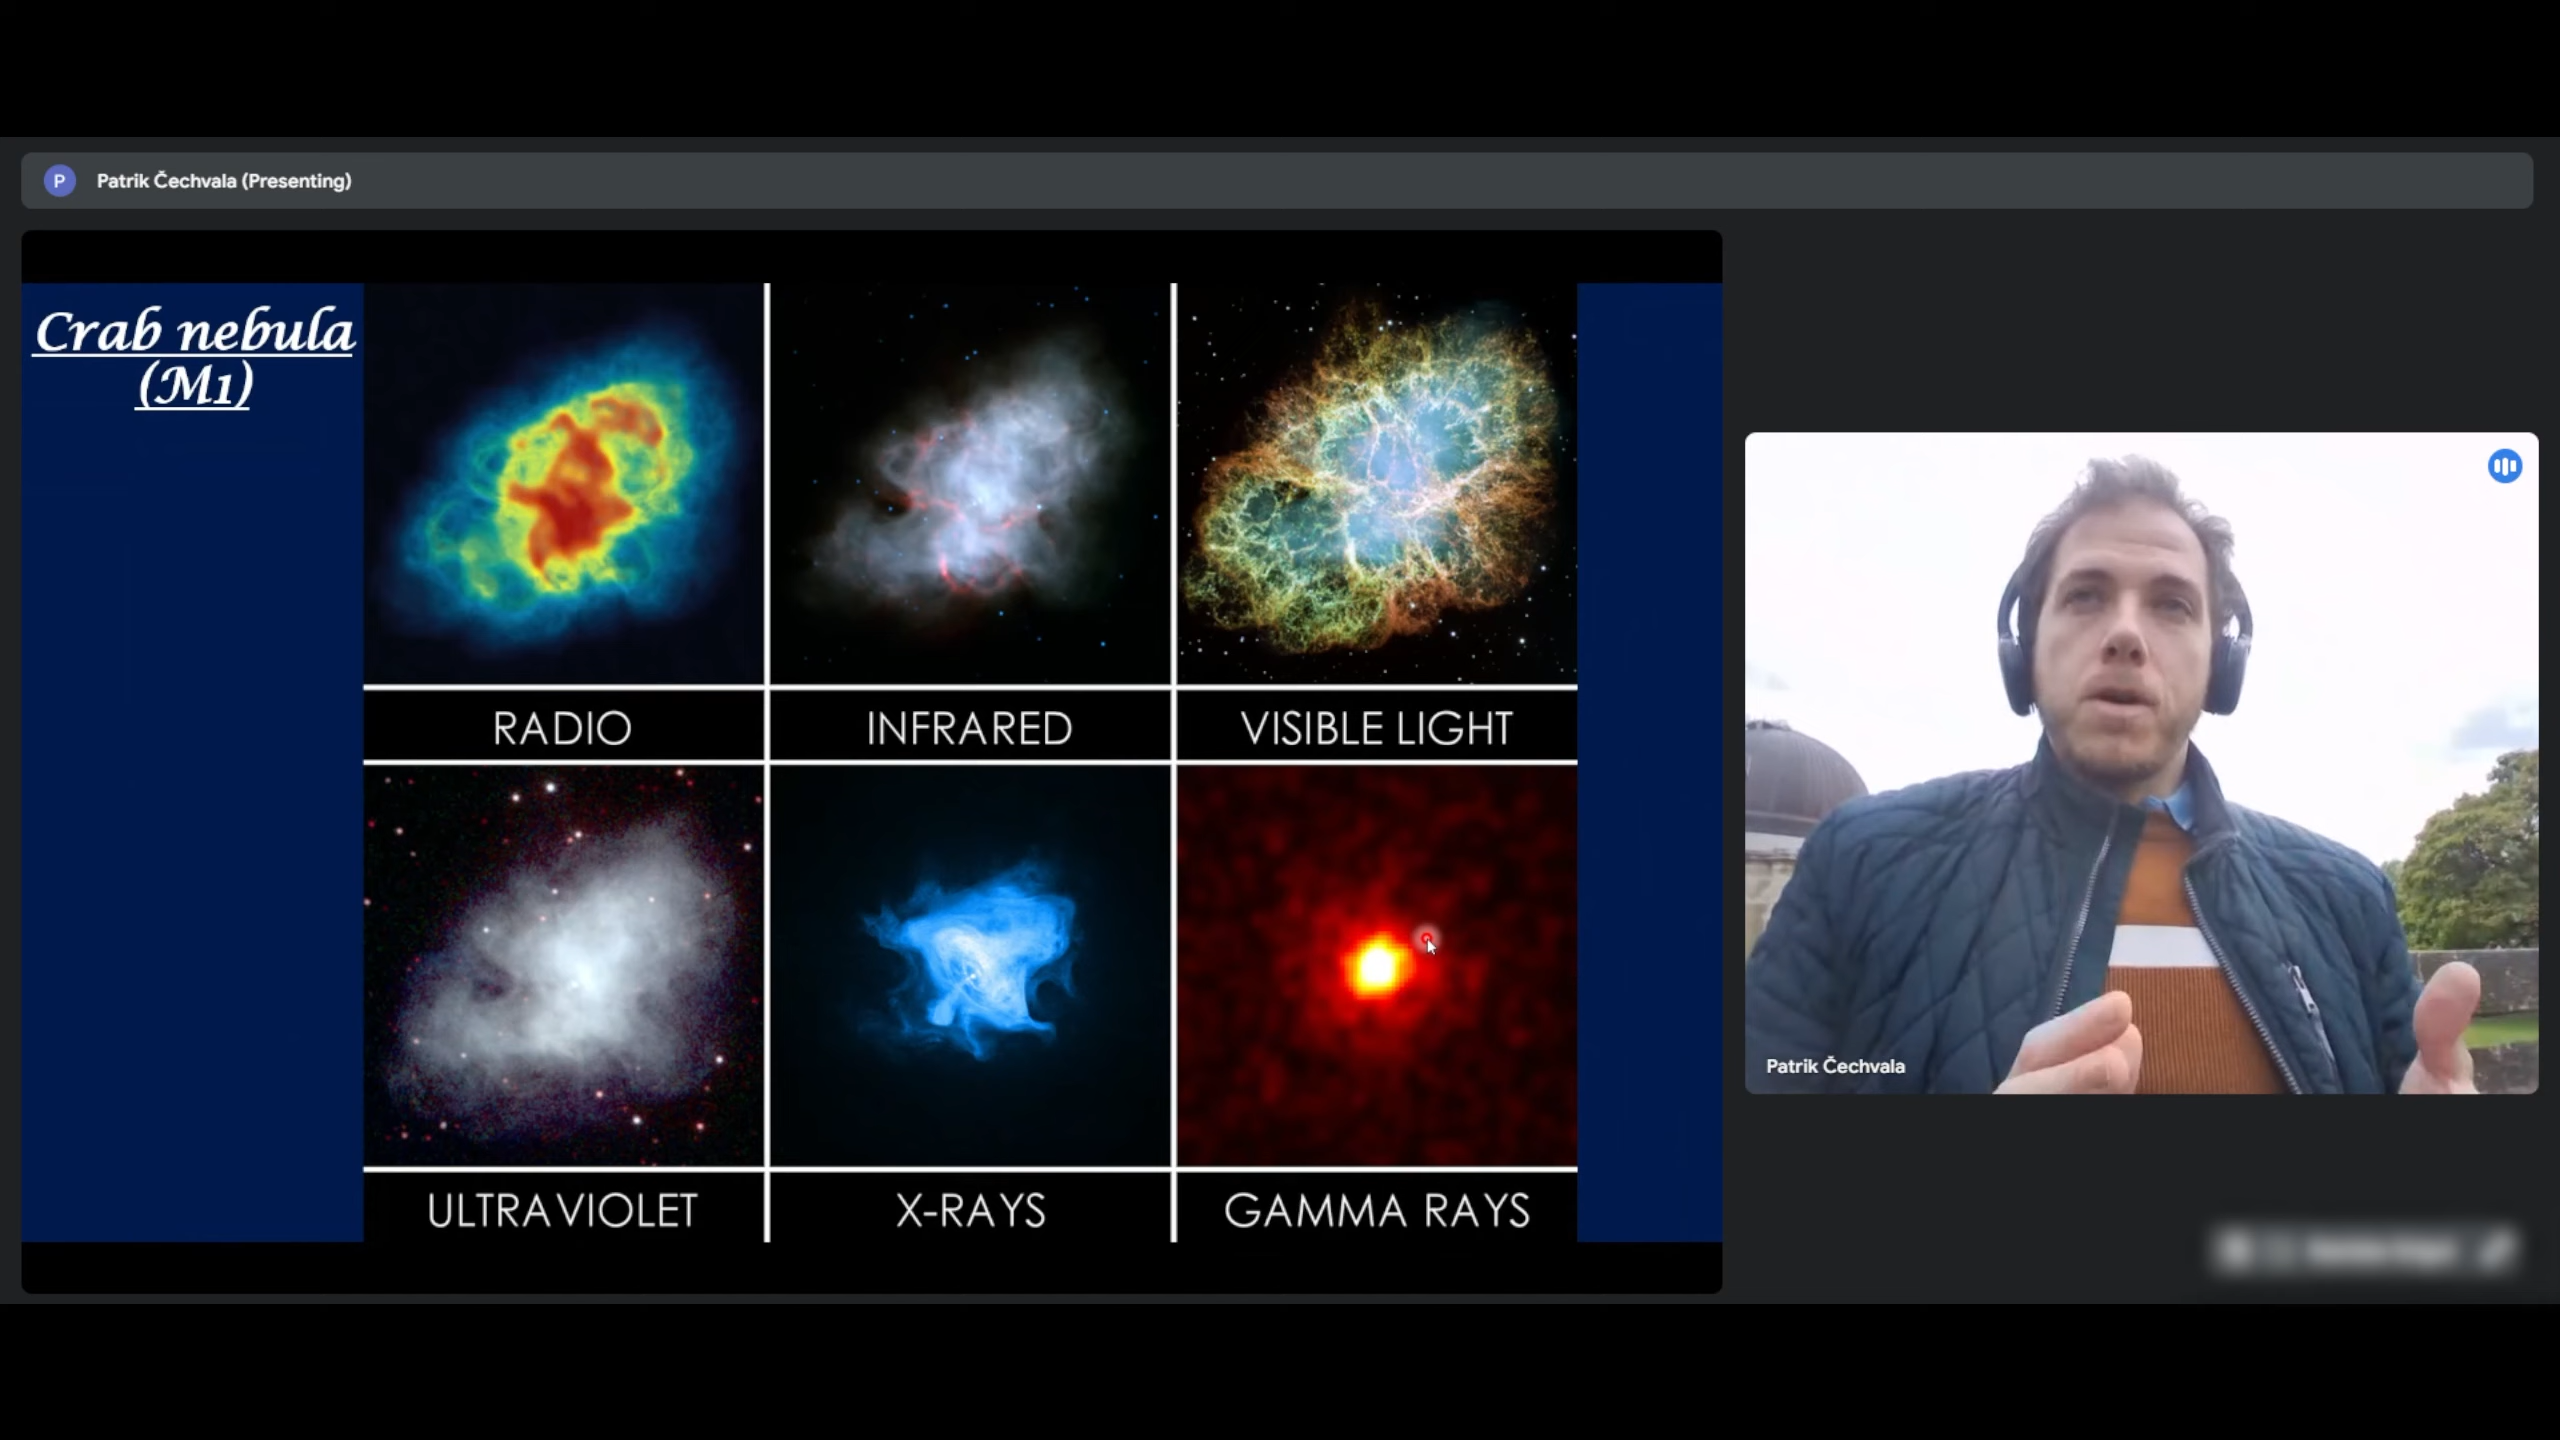 P
Patrik Čechvala (Presenting)
Crab nebula
(M1)
RADIO
INFRARED
VISIBLE LIGHT
ULTRAVIOLET
X-RAYS
GAMMA RAYS
Patrik Čechvala